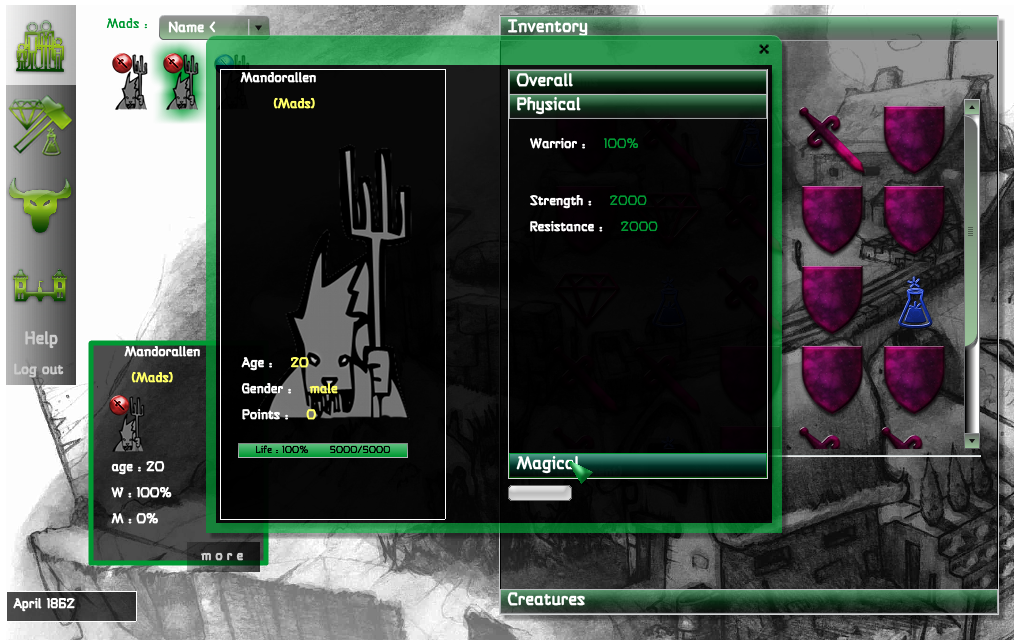 Mads :
Name <
Inventory
Mandorallen
(Mads)
Overall
Physical
Warrior : 100%
Strength : 2000
Resistance : 2000
Age : 20
Gender : male
Points : 0
Life : 100% 5000/5000
Magical
Help
Log out
Mandorallen
(Mads)
age : 20
W : 100%
M : 0%
more
April 1862
Creatures